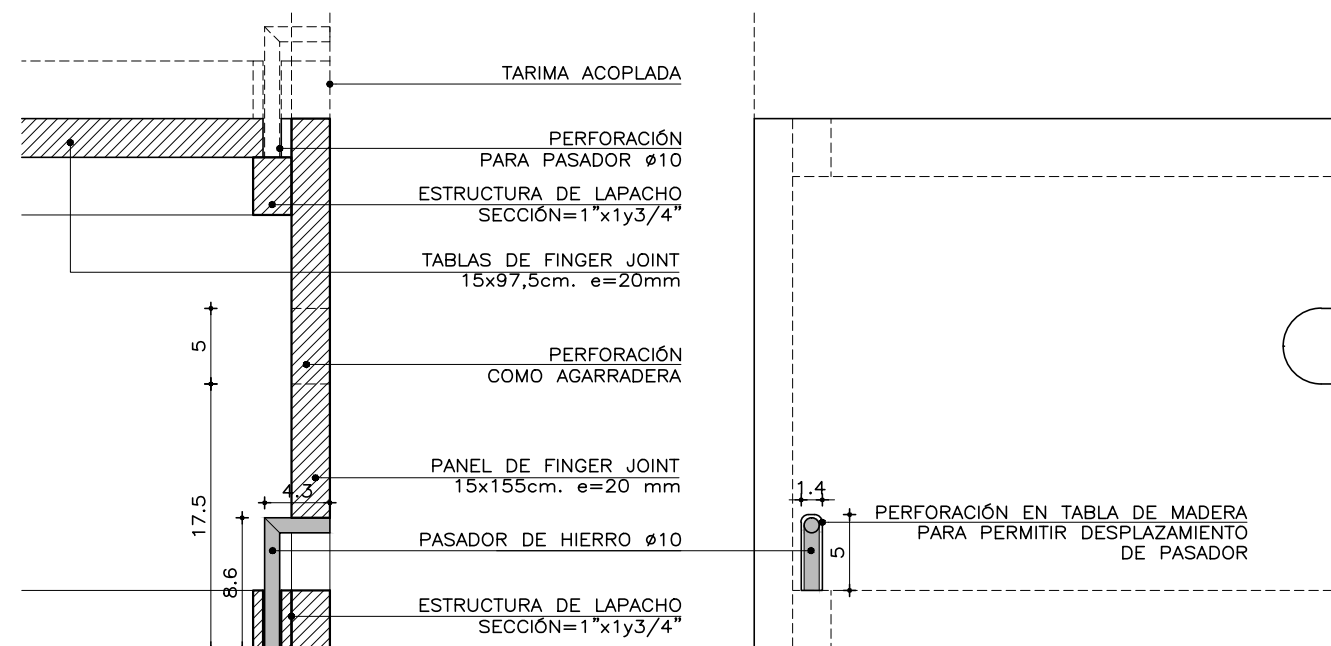 TARIMA ACOPLADA
PERFORACIÓN
PARA PASADOR ø10
ESTRUCTURA DE LAPACHO
SECCIÓN=1”x1y3/4”
TABLAS DE FINGER JOINT
15x97,5cm. e=20mm
5
PERFORACIÓN
COMO AGARRADERA
PANEL DE FINGER JOINT
15x155cm. e=20 mm
4.3
17.5
1.4
PERFORACIÓN EN TABLA DE MADERA
PARA PERMITIR DESPLAZAMIENTO
DE PASADOR
5
PASADOR DE HIERRO ø10
8.6
ESTRUCTURA DE LAPACHO
SECCIÓN=1”x1y3/4”